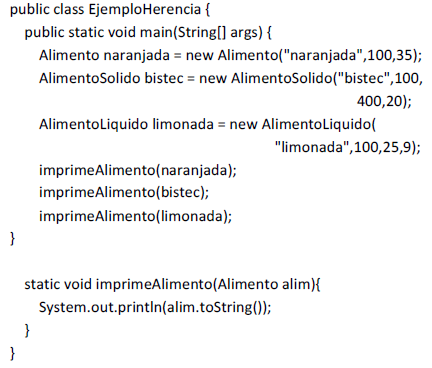 public class EjemploHerencia {
public static void main(String[] args) {
Alimento naranjada = new Alimento("naranjada",100,35);
AlimentoSolido bistec = new AlimentoSolido("bistec",100,
400,20);
AlimentoLiquido limonada = new AlimentoLiquido(
"limonada",100,25,9);
imprimeAlimento(naranjada);
imprimeAlimento(bistec);
imprimeAlimento(limonada);
}
static void imprimeAlimento(Alimento alim){
System.out.println(alim.toString());
}
}